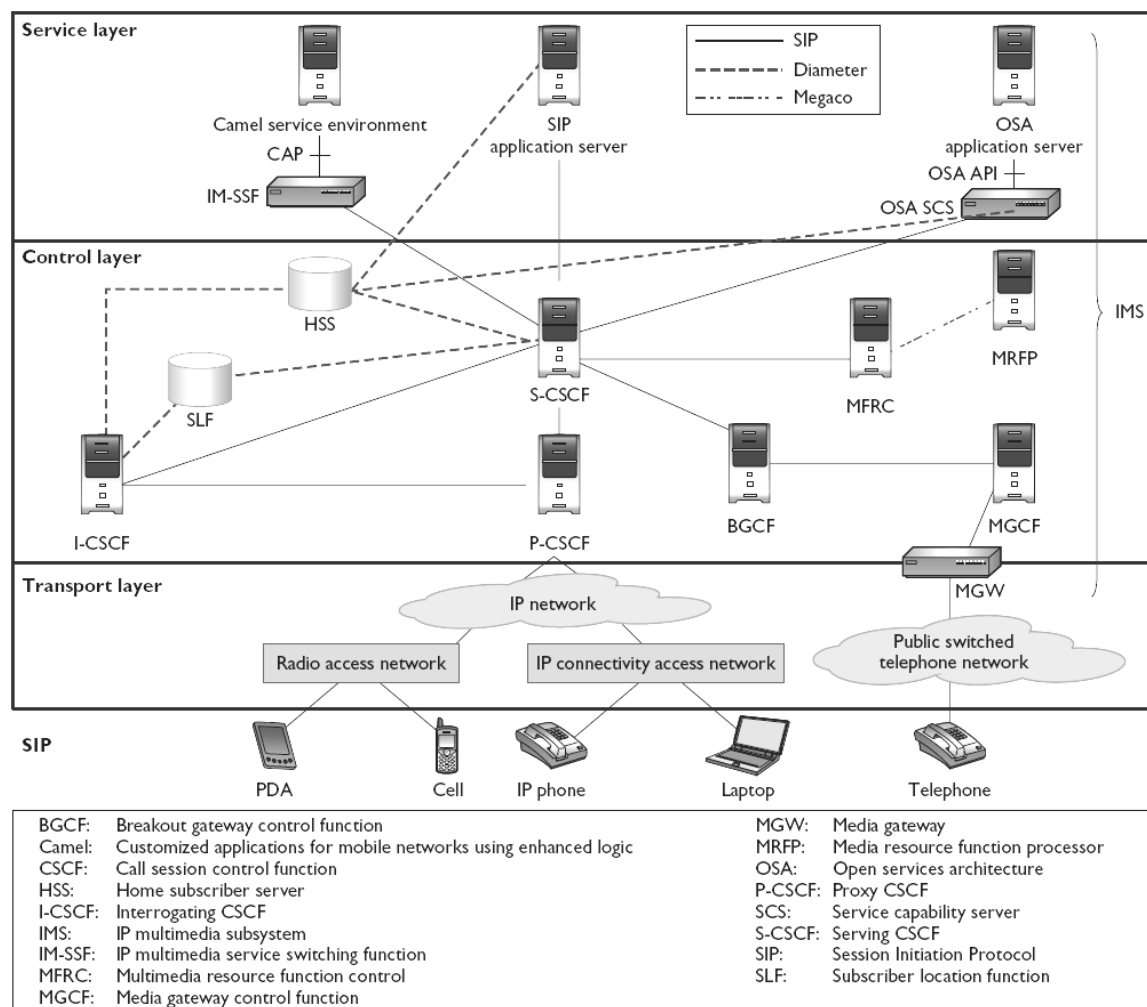 Service layer
SIP
Diameter
Megaco
Camel service environment
SIP
application server
OSA
application server
CAP
OSA API
IM-SSF
OSA SCS
Control layer
HSS
IMS
MRFP
S-CSCF
MFRC
SLF
I-CSCF
P-CSCF
BGCF
MGCF
Transport layer
MGW
IP network
Public switched
telephone network
Radio access network
IP connectivity access network
SIP
PDA
Cell
IP phone
Laptop
Telephone
BGCF: Breakout gateway control function
Camel: Customized applications for mobile networks using enhanced logic
CSCF: Call session control function
HSS: Home subscriber server
I-CSCF: Interrogating CSCF
IMS: IP multimedia subsystem
IM-SSF: IP multimedia service switching function
MFRC: Multimedia resource function control
MGCF: Media gateway control function
MGW: Media gateway
MRFP: Media resource function processor
OSA: Open services architecture
P-CSCF: Proxy CSCF
SCS: Service capability server
S-CSCF: Serving CSCF
SIP: Session Initiation Protocol
SLF: Subscriber location function